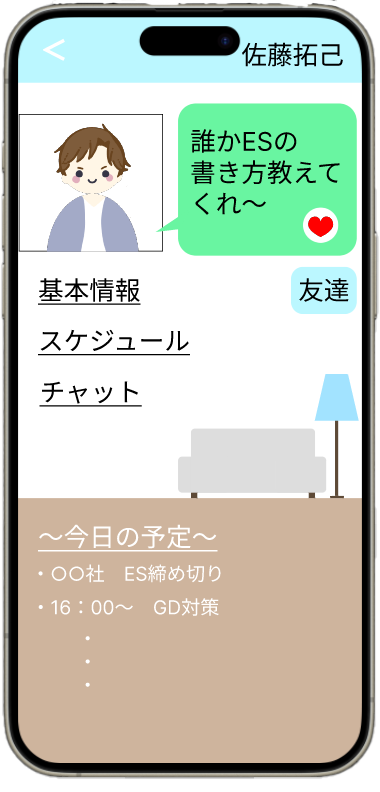 佐藤拓己
誰かESの
書き方教えて
くれ〜
基本情報
友達
スケジュール
チャット
〜今日の予定〜
・○○社　ES締め切り
・16：00〜　GD対策
・
・
・